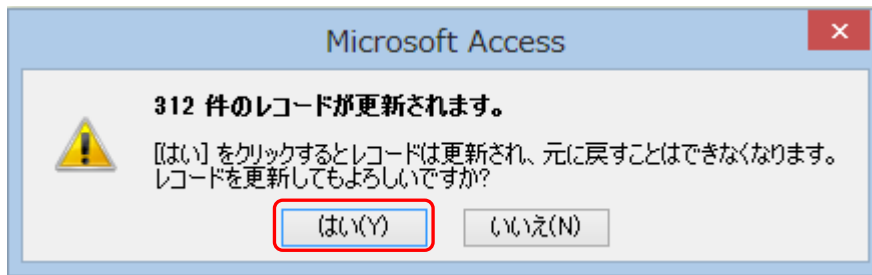 Microsoft Access
312 件のレコードが更新されます。
[はい] をクリックするとレコードは更新され、元に戻すことはできなくなります。
レコードを更新してもよろしいですか?
はい(Y)
いいえ(N)